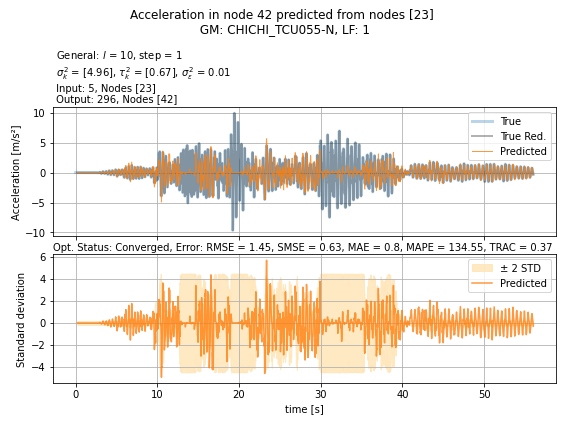 Acceleration in node 42 predicted from nodes [23]
GM: CHICHI_TCU055-N, LF: 1
General: l = 10, step = 1
σ²ₖ = [4.96], τ²ₖ = [0.67], σ²ε = 0.01
Input: 5, Nodes [23]
Output: 296, Nodes [42]
Acceleration [m/s²]
10
5
0
−5
−10
True
True Red.
Predicted
Opt. Status: Converged, Error: RMSE = 1.45, SMSE = 0.63, MAE = 0.8, MAPE = 134.55, TRAC = 0.37
Standard deviation
6
4
2
0
−2
−4
± 2 STD
Predicted
0 10 20 30 40 50
time [s]